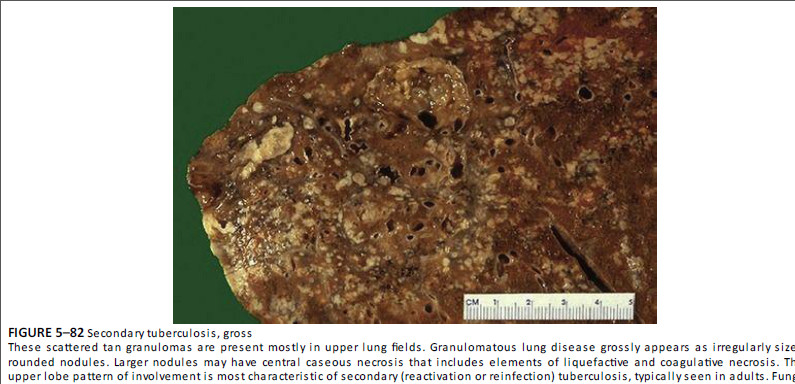 CM 1 2 3 4 5
FIGURE 5–82 Secondary tuberculosis, gross
These scattered tan granulomas are present mostly in upper lung fields. Granulomatous lung disease grossly appears as irregularly size
rounded nodules. Larger nodules may have central caseous necrosis that includes elements of liquefactive and coagulative necrosis. Th
upper lobe pattern of involvement is most characteristic of secondary (reactivation or reinfection) tuberculosis, typically seen in adults. Fung